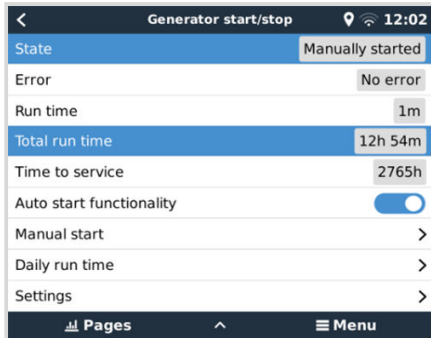 Generator start/stop 12:02
State Manually started
Error No error
Run time 1m
Total run time 12h 54m
Time to service 2765h
Auto start functionality
Manual start
Daily run time
Settings
Pages Menu